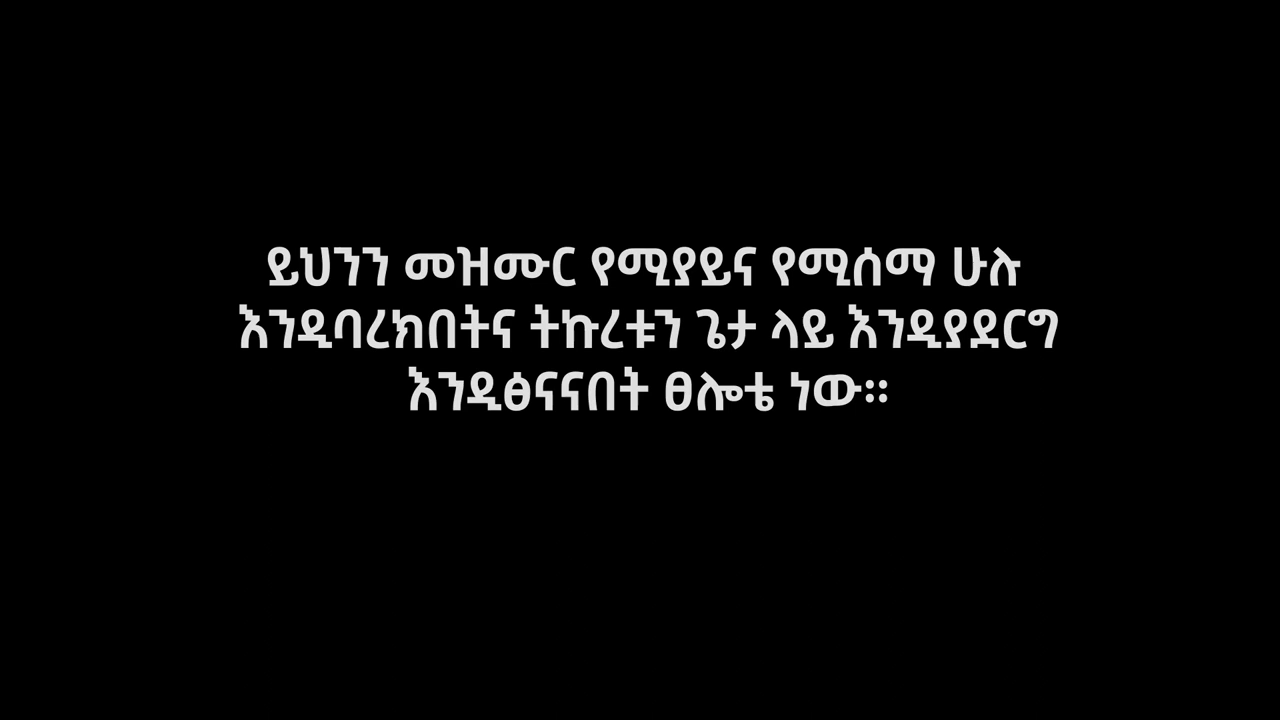 ይህንን መዝሙር የሚያይና የሚሰማ ሁሉ
እንዲባረክበትና ትኩረቱን ጌታ ላይ እንዲያደርግ
እንዲፅናናበት ፀሎቴ ነው።